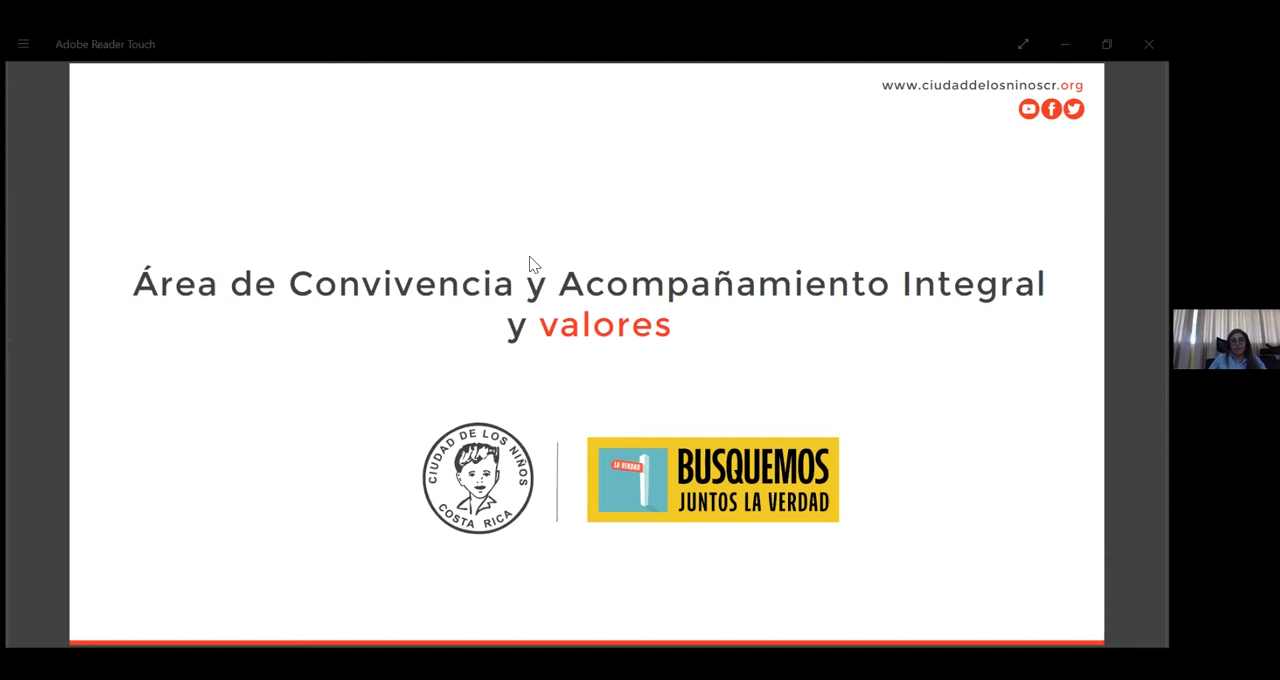 Adobe Reader Touch
www.ciudaddelosninoscr.org
Área de Convivencia y Acompañamiento Integral
y valores
CIUDAD DE LOS NIÑOS
COSTA RICA
LA VERDAD
BUSQUEMOS
JUNTOS LA VERDAD